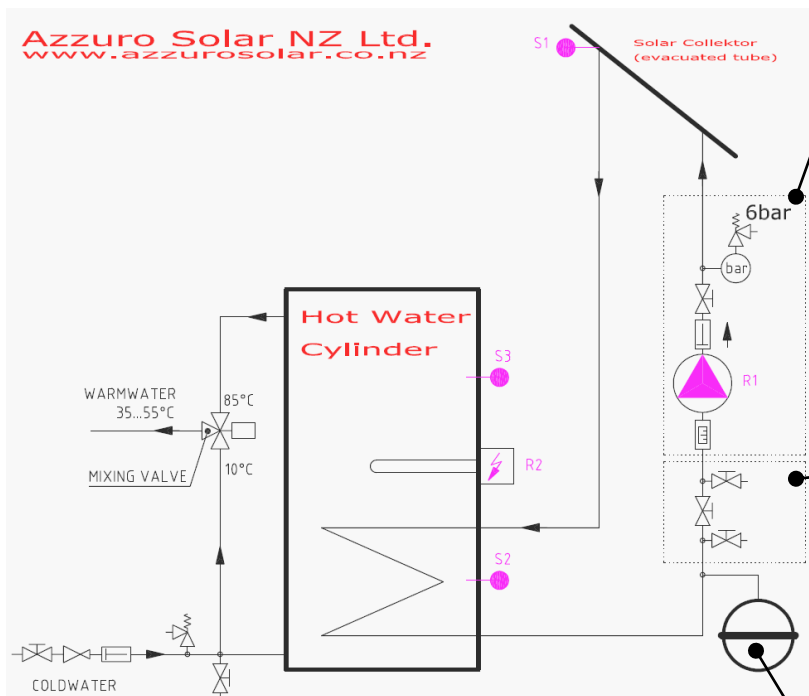 Azzuro Solar NZ Ltd.
www.azzurosolar.co.nz
S1
Solar Collektor
(evacuated tube)
6bar
bar
Hot Water
Cylinder
S3
R1
WARMWATER
35...55°C
85°C
MIXING VALVE
10°C
R2
S2
COLDWATER